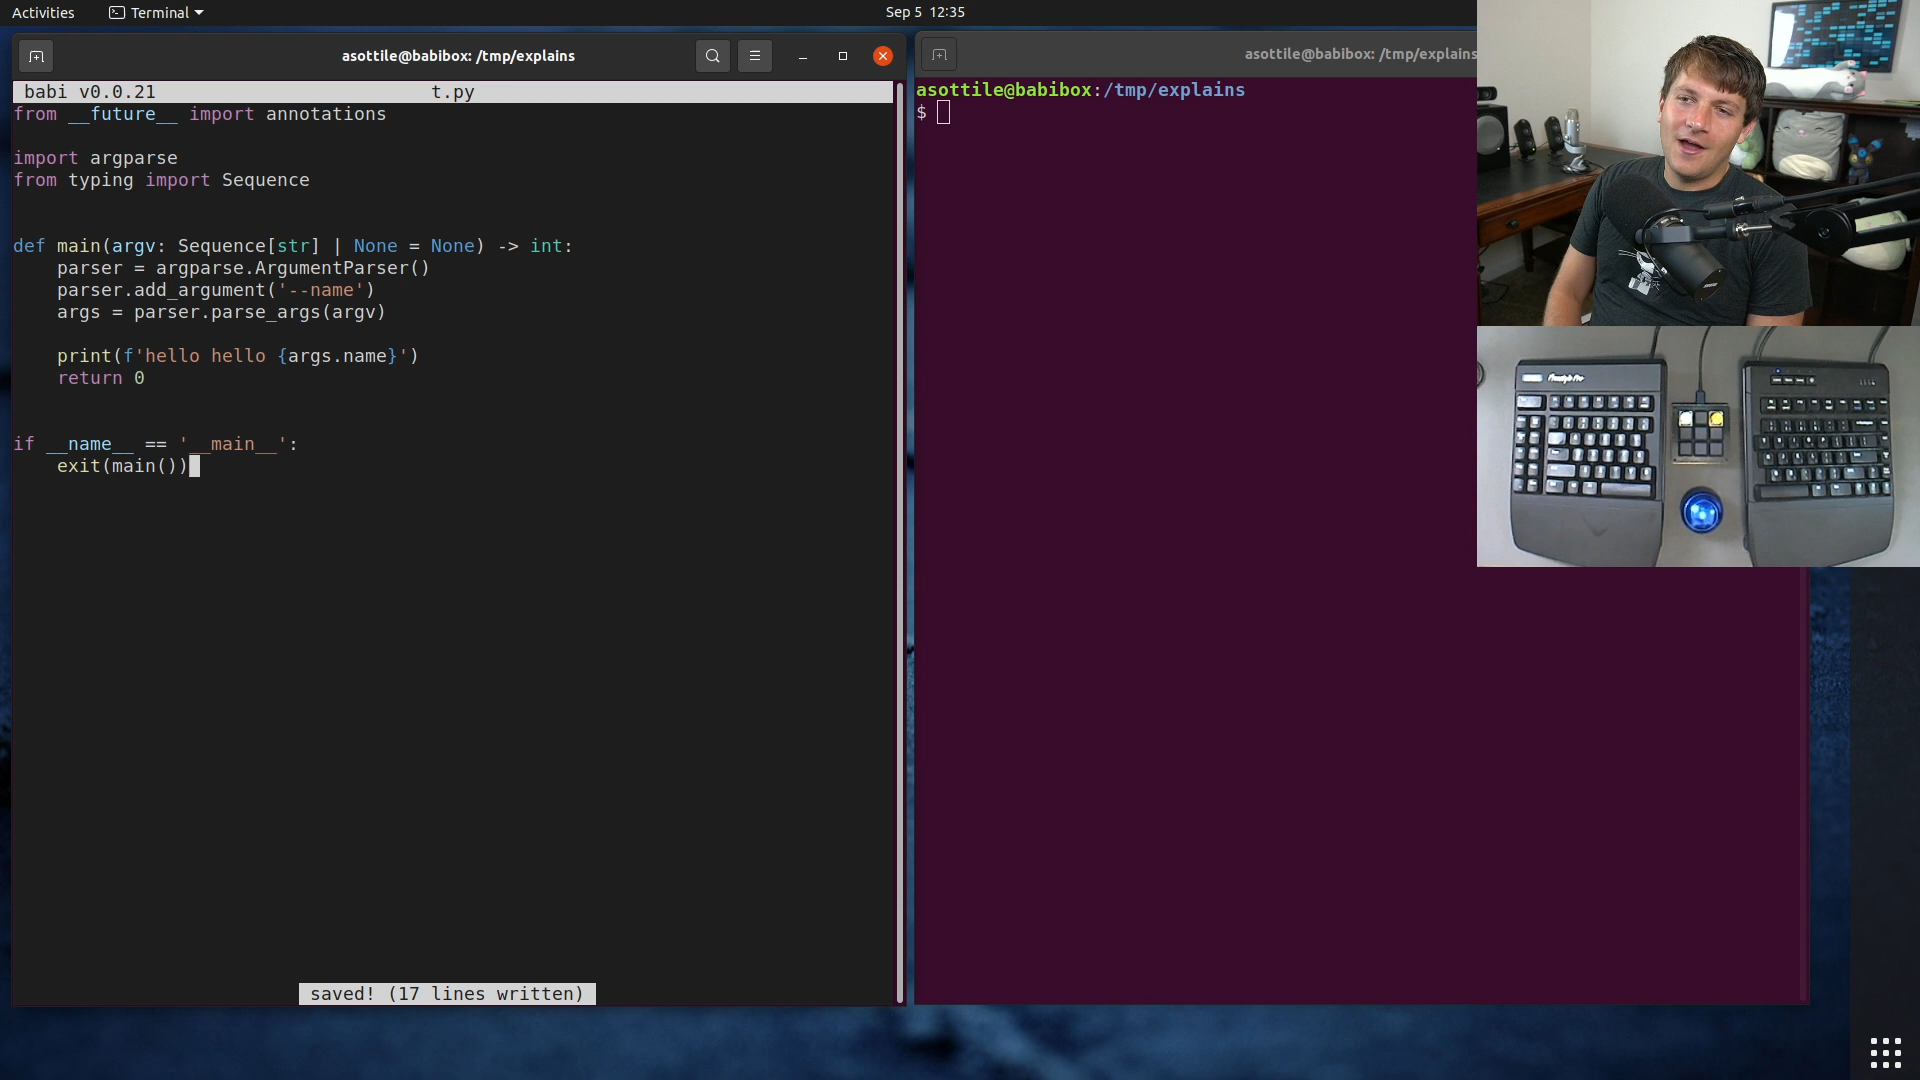 Activities
Terminal
Sep 5 12:35
asottile@babibox: /tmp/explains
babi v0.0.21 t.py
from __future__ import annotations
import argparse
from typing import Sequence
def main(argv: Sequence[str] | None = None) -> int:
    parser = argparse.ArgumentParser()
    parser.add_argument('--name')
    args = parser.parse_args(argv)
    print(f'hello hello {args.name}')
    return 0
if __name__ == '__main__':
    exit(main())
saved! (17 lines written)
asottile@babibox: /tmp/explains
asottile@babibox:/tmp/explains
$
Freestyle Pro